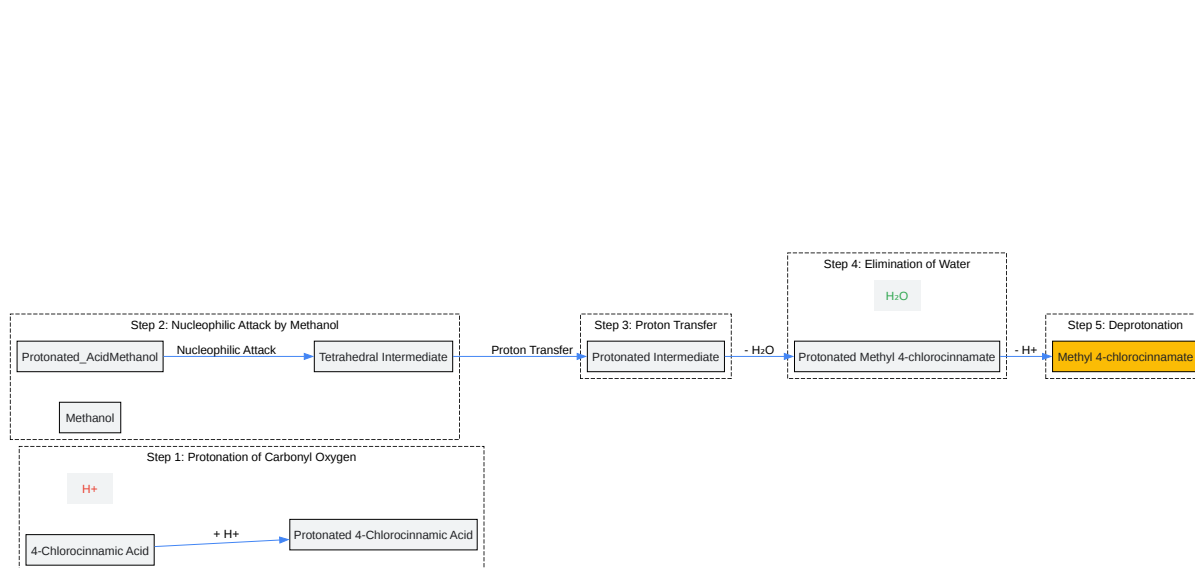 Step 4: Elimination of Water
H₂O
Step 2: Nucleophilic Attack by Methanol
Step 3: Proton Transfer
Step 5: Deprotonation
Protonated_AcidMethanol
Nucleophilic Attack
Tetrahedral Intermediate
Proton Transfer
Protonated Intermediate
- H₂O
Protonated Methyl 4-chlorocinnamate
- H+
Methyl 4-chlorocinnamate
Methanol
Step 1: Protonation of Carbonyl Oxygen
H+
4-Chlorocinnamic Acid
+ H+
Protonated 4-Chlorocinnamic Acid